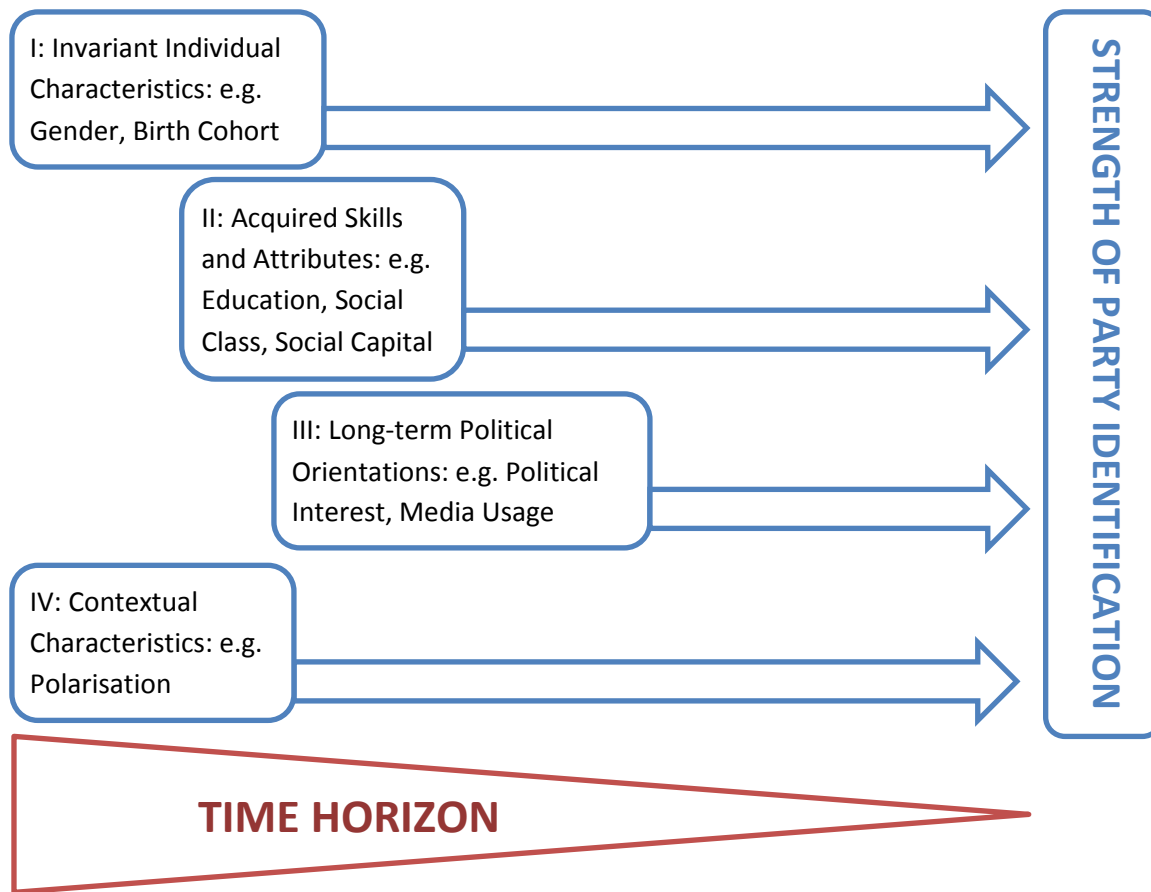 I: Invariant Individual
Characteristics: e.g.
Gender, Birth Cohort
II: Acquired Skills
and Attributes: e.g.
Education, Social
Class, Social Capital
III: Long-term Political
Orientations: e.g. Political
Interest, Media Usage
IV: Contextual
Characteristics: e.g.
Polarisation
STRENGTH OF PARTY IDENTIFICATION
TIME HORIZON